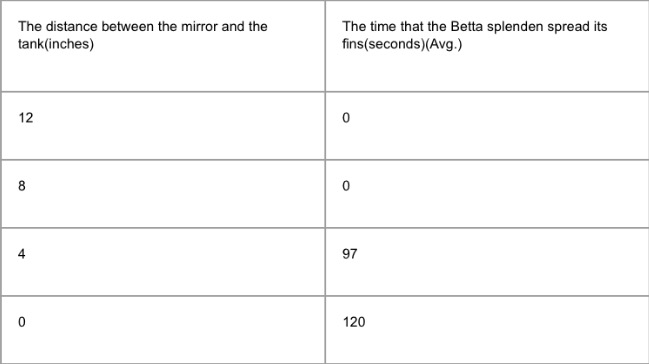 The distance between the mirror and the
tank(inches)
The time that the Betta splenden spread its
fins(seconds)(Avg.)
12
0
8
0
4
97
0
120